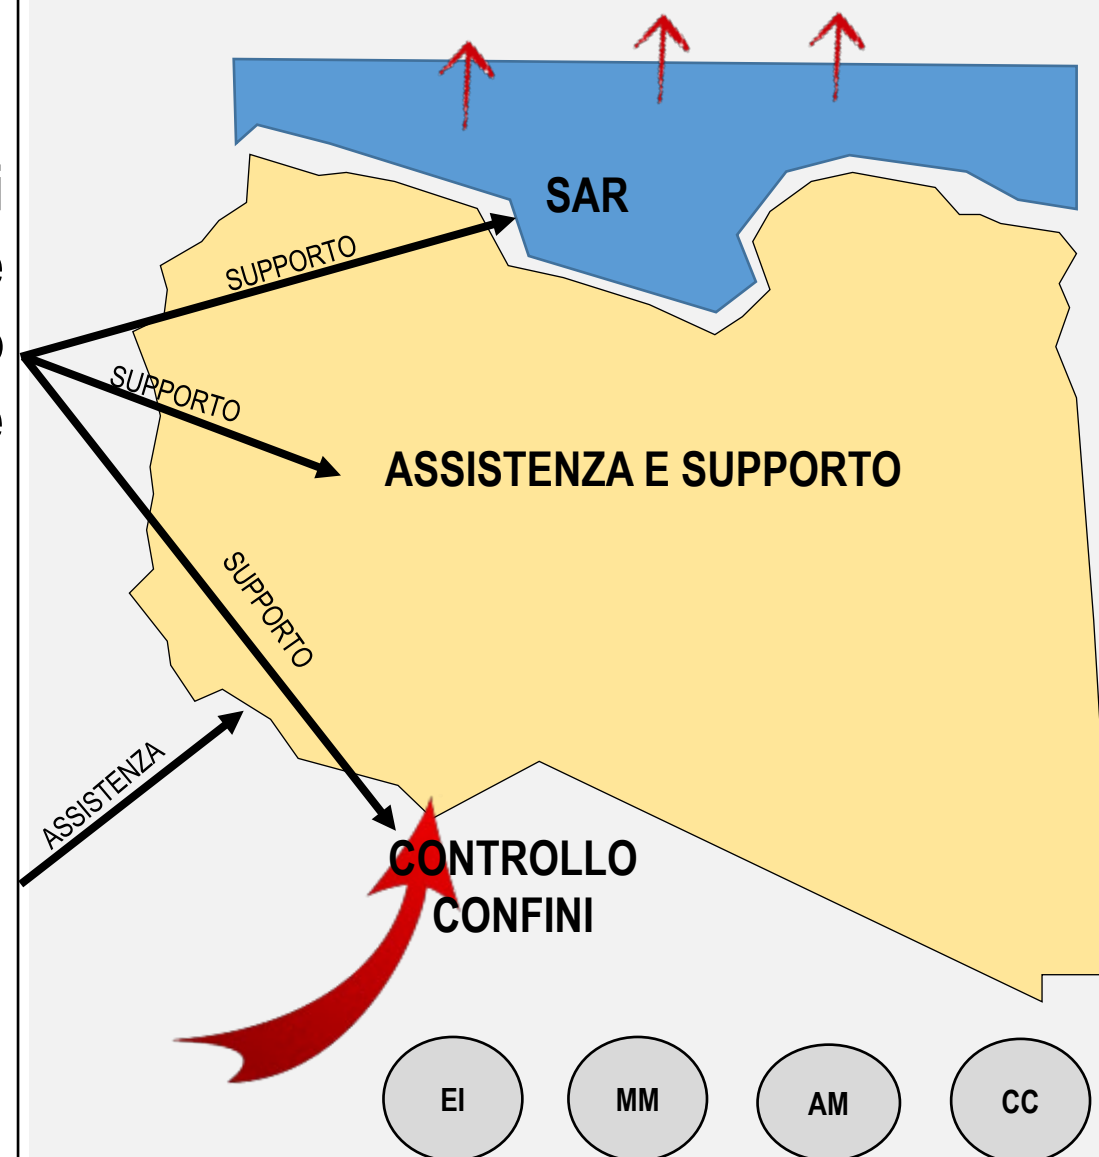 SAR
SUPPORTO
SUPPORTO
ASSISTENZA E SUPPORTO
SUPPORTO
ASSISTENZA
CONTROLLO
CONFINI
EI
MM
AM
CC